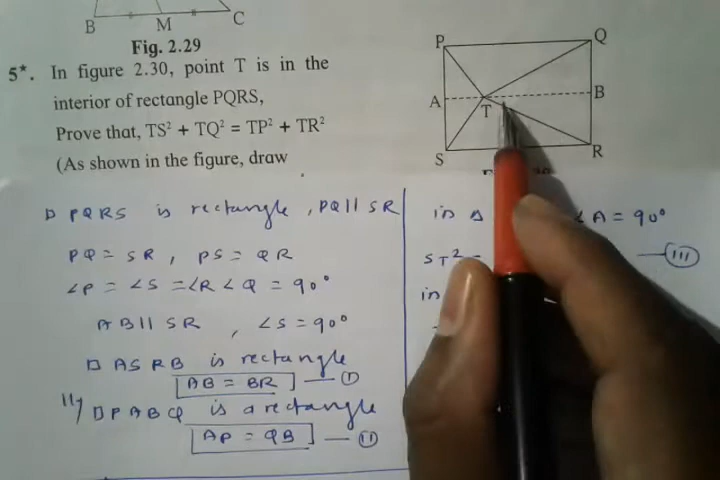 B M C
Fig. 2.29
5*. In figure 2.30, point T is in the
interior of rectangle PQRS,
Prove that, TS² + TQ² = TP² + TR²
(As shown in the figure, draw
P Q
A T B
S R
□ PQRS is rectangle, PQ || SR
PQ = SR, PS = QR
∠P = ∠S = ∠R ∠Q = 90°
AB || SR, ∠S = 90°
□ ASRB is rectangle
AB = BR — I
11y □ PABQ is a rectangle
AP = QB — II
in Δ ∠A = 90°
ST² = — III
in